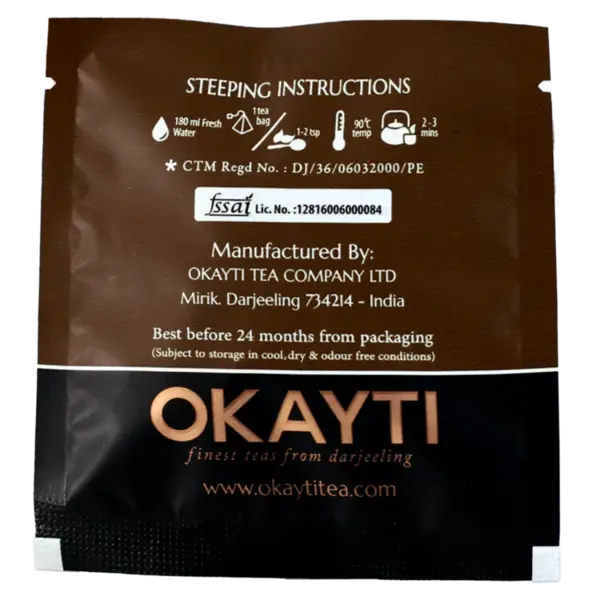 STEEPING INSTRUCTIONS
180 ml Fresh Water
1 tea bag
/
1-2 tsp
90°c temp
2-3 mins
* CTM Regd No. : DJ/36/06032000/PE
fssai Lic. No. :12816006000084
Manufactured By:
OKAYTI TEA COMPANY LTD
Mirik. Darjeeling 734214 - India
Best before 24 months from packaging
(Subject to storage in cool, dry & odour free conditions)
OKAYTI
finest teas from darjeeling
www.okaytitea.com